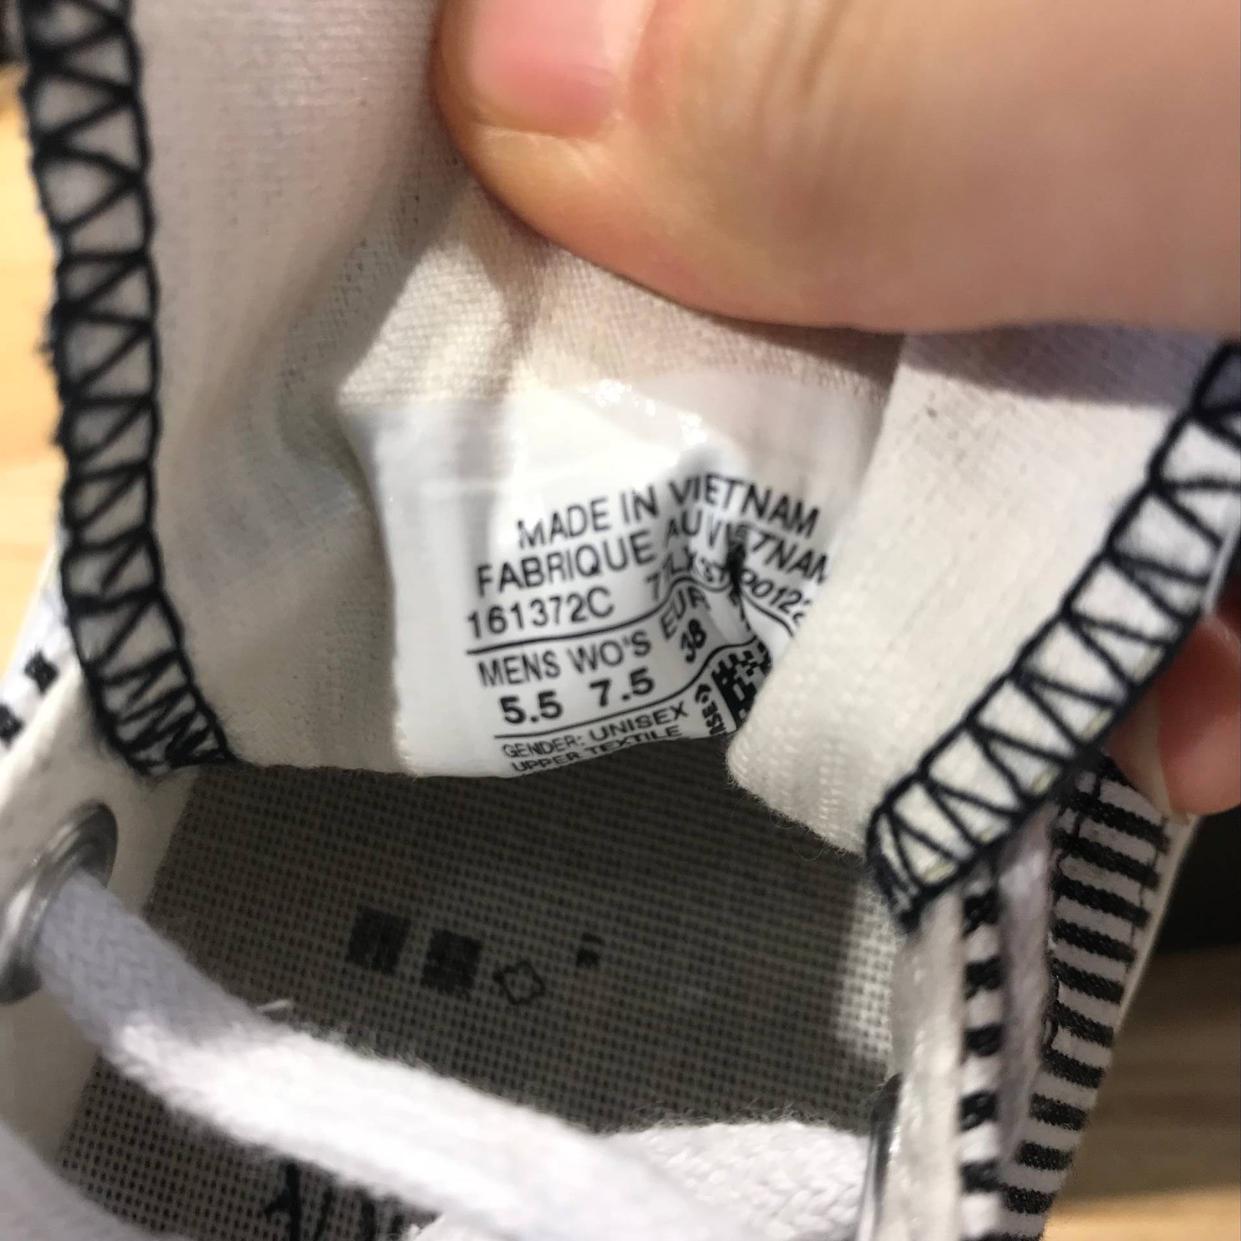 MADE IN VIETNAM
FABRIQUE AU VIETNAM
161372C
MENS WO'S EUR
5.5 7.5 38
GENDER: UNISEX
UPPER TEXTILE